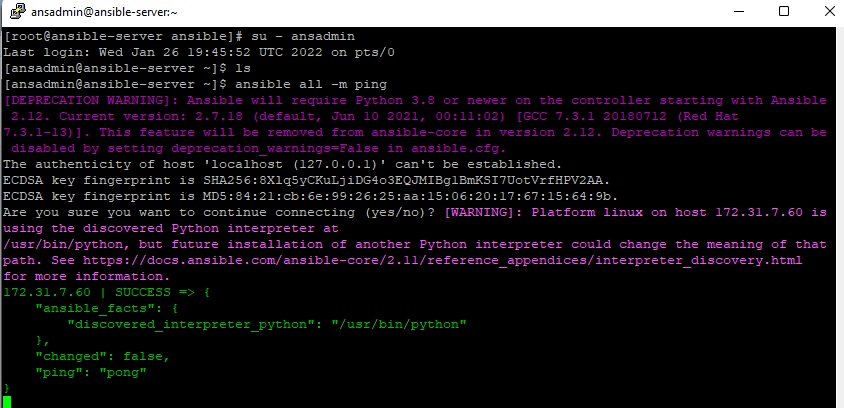 ansadmin@ansible-server:~
[root@ansible-server ansible]# su - ansadmin
Last login: Wed Jan 26 19:45:52 UTC 2022 on pts/0
[ansadmin@ansible-server ~]$ ls
[ansadmin@ansible-server ~]$ ansible all -m ping
[DEPRECATION WARNING]: Ansible will require Python 3.8 or newer on the controller starting with Ansible
 2.12. Current version: 2.7.18 (default, Jun 10 2021, 00:11:02) [GCC 7.3.1 20180712 (Red Hat
7.3.1-13)]. This feature will be removed from ansible-core in version 2.12. Deprecation warnings can be
 disabled by setting deprecation_warnings=False in ansible.cfg.
The authenticity of host 'localhost (127.0.0.1)' can't be established.
ECDSA key fingerprint is SHA256:8Xlq5yCKuLjiDG4o3EQJMIBg1BmKSI7UotVrfHPV2AA.
ECDSA key fingerprint is MD5:84:21:cb:6e:99:26:25:aa:15:06:20:17:67:15:64:9b.
Are you sure you want to continue connecting (yes/no)? [WARNING]: Platform linux on host 172.31.7.60 is
using the discovered Python interpreter at
/usr/bin/python, but future installation of another Python interpreter could change the meaning of that
path. See https://docs.ansible.com/ansible-core/2.11/reference_appendices/interpreter_discovery.html
for more information.
172.31.7.60 | SUCCESS => {
    "ansible_facts": {
        "discovered_interpreter_python": "/usr/bin/python"
    },
    "changed": false,
    "ping": "pong"
}